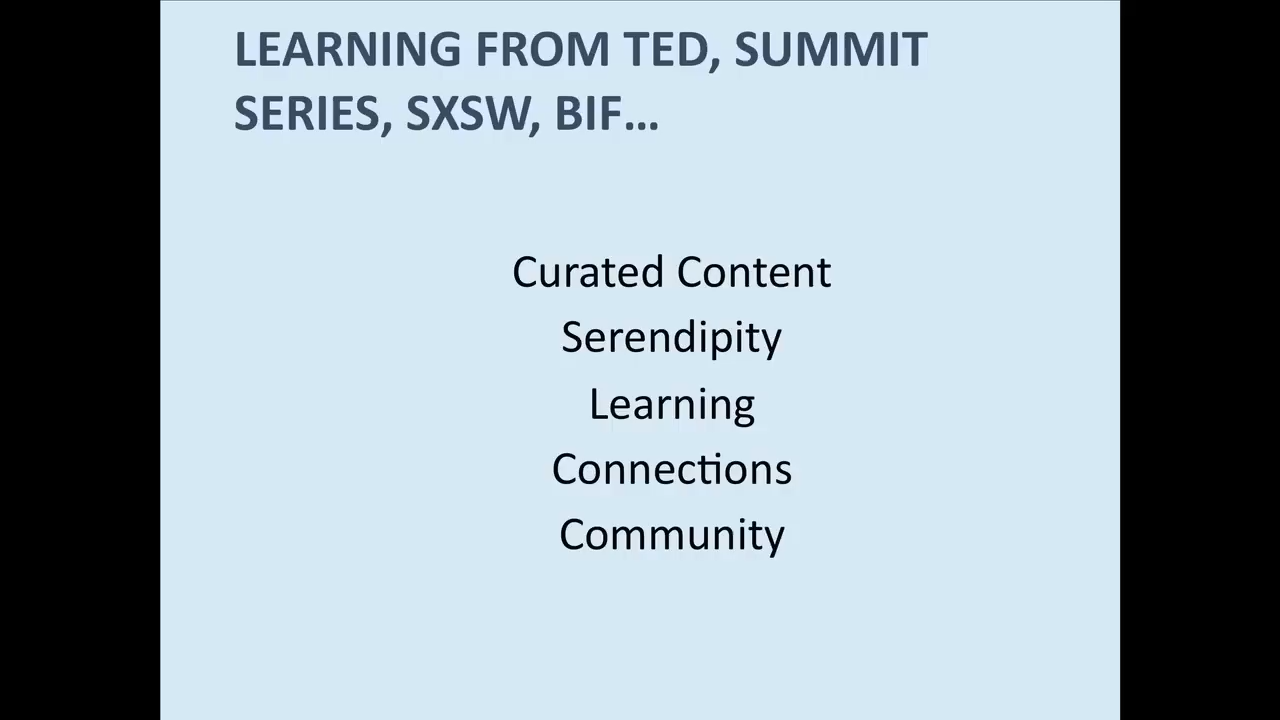 LEARNING FROM TED, SUMMIT
SERIES, SXSW, BIF…
Curated Content
Serendipity
Learning
Connections
Community